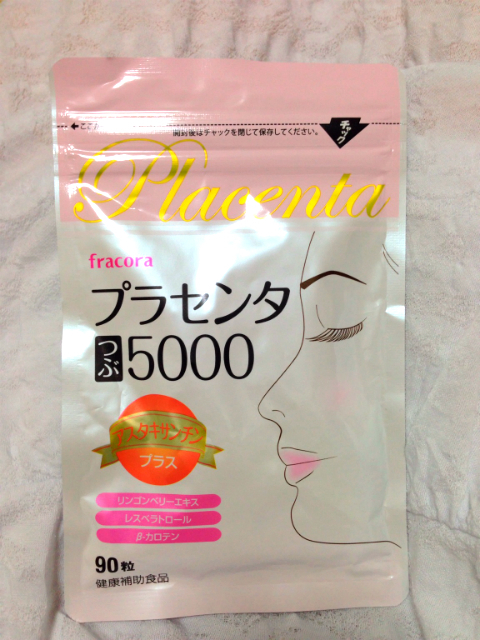 開封後はチャックを閉じて保存してください。
チャック
Placenta
fracora
プラセンタ
つぶ5000
アスタキサンチン
プラス
リンゴンベリーエキス
レスベラトロール
β-カロテン
90粒
健康補助食品